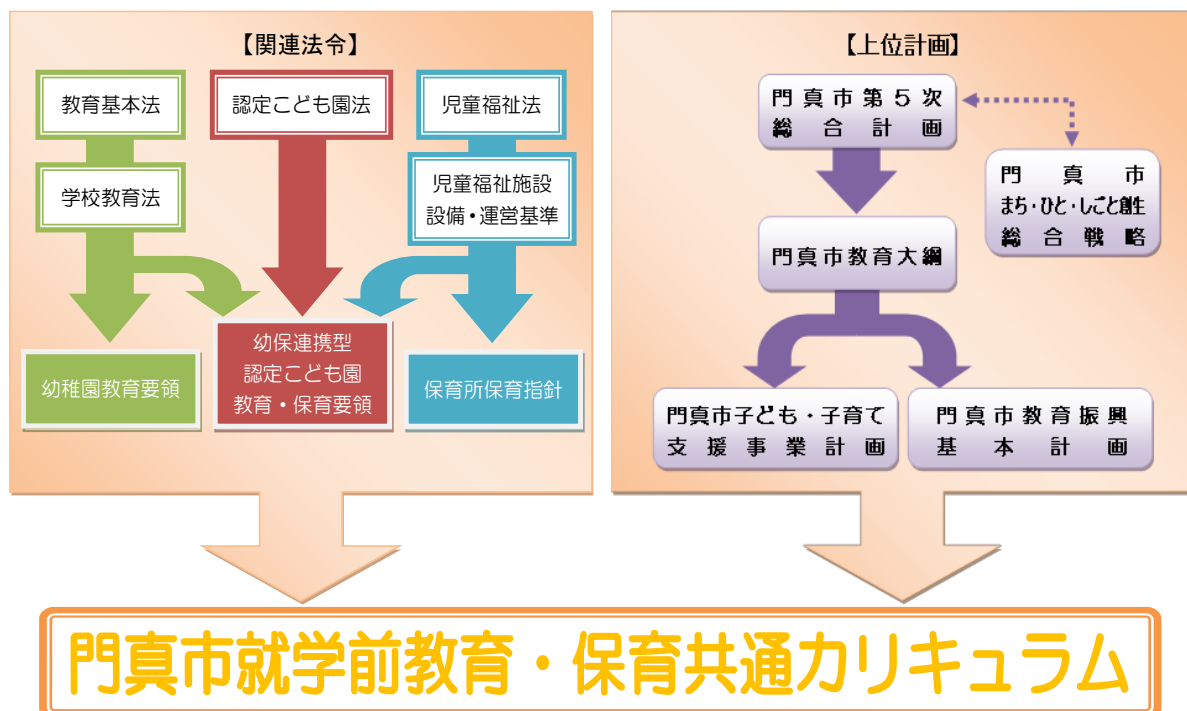 【関連法令】
教育基本法
認定こども園法
児童福祉法
学校教育法
児童福祉施設
設備・運営基準
幼稚園教育要領
幼保連携型
認定こども園
教育・保育要領
保育所保育指針
【上位計画】
門真市第５次
総合計画
門真市
まち・ひと・しごと創生
総合戦略
門真市教育大綱
門真市子ども・子育て
支援事業計画
門真市教育振興
基本計画
門真市就学前教育・保育共通カリキュラム